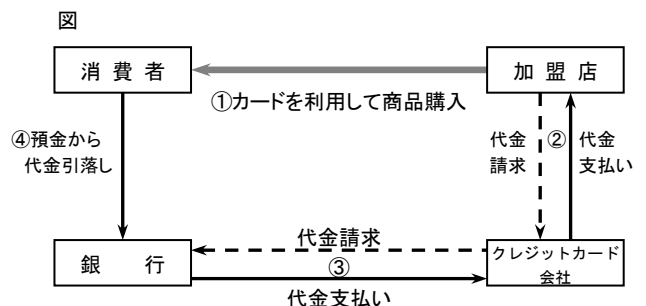 図
消 費 者
加 盟 店
①カードを利用して商品購入
④預金から
代金引落し
代金
請求
②
代金
支払い
代金請求
銀 行
③
クレジットカード
会社
代金支払い